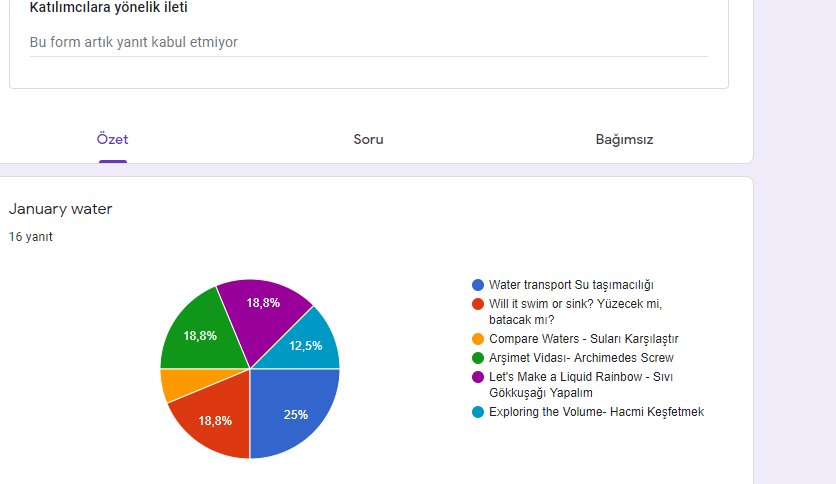 Katılımcılara yönelik ileti
Bu form artık yanıt kabul etmiyor
Özet
Soru
Bağımsız
January water
16 yanıt
18,8%
18,8%
12,5%
18,8%
25%
Water transport Su taşımacılığı
Will it swim or sink? Yüzecek mi,
batacak mı?
Compare Waters - Suları Karşılaştır
Arşimet Vidası- Archimedes Screw
Let's Make a Liquid Rainbow - Sıvı
Gökkuşağı Yapalım
Exploring the Volume- Hacmi Keşfetmek